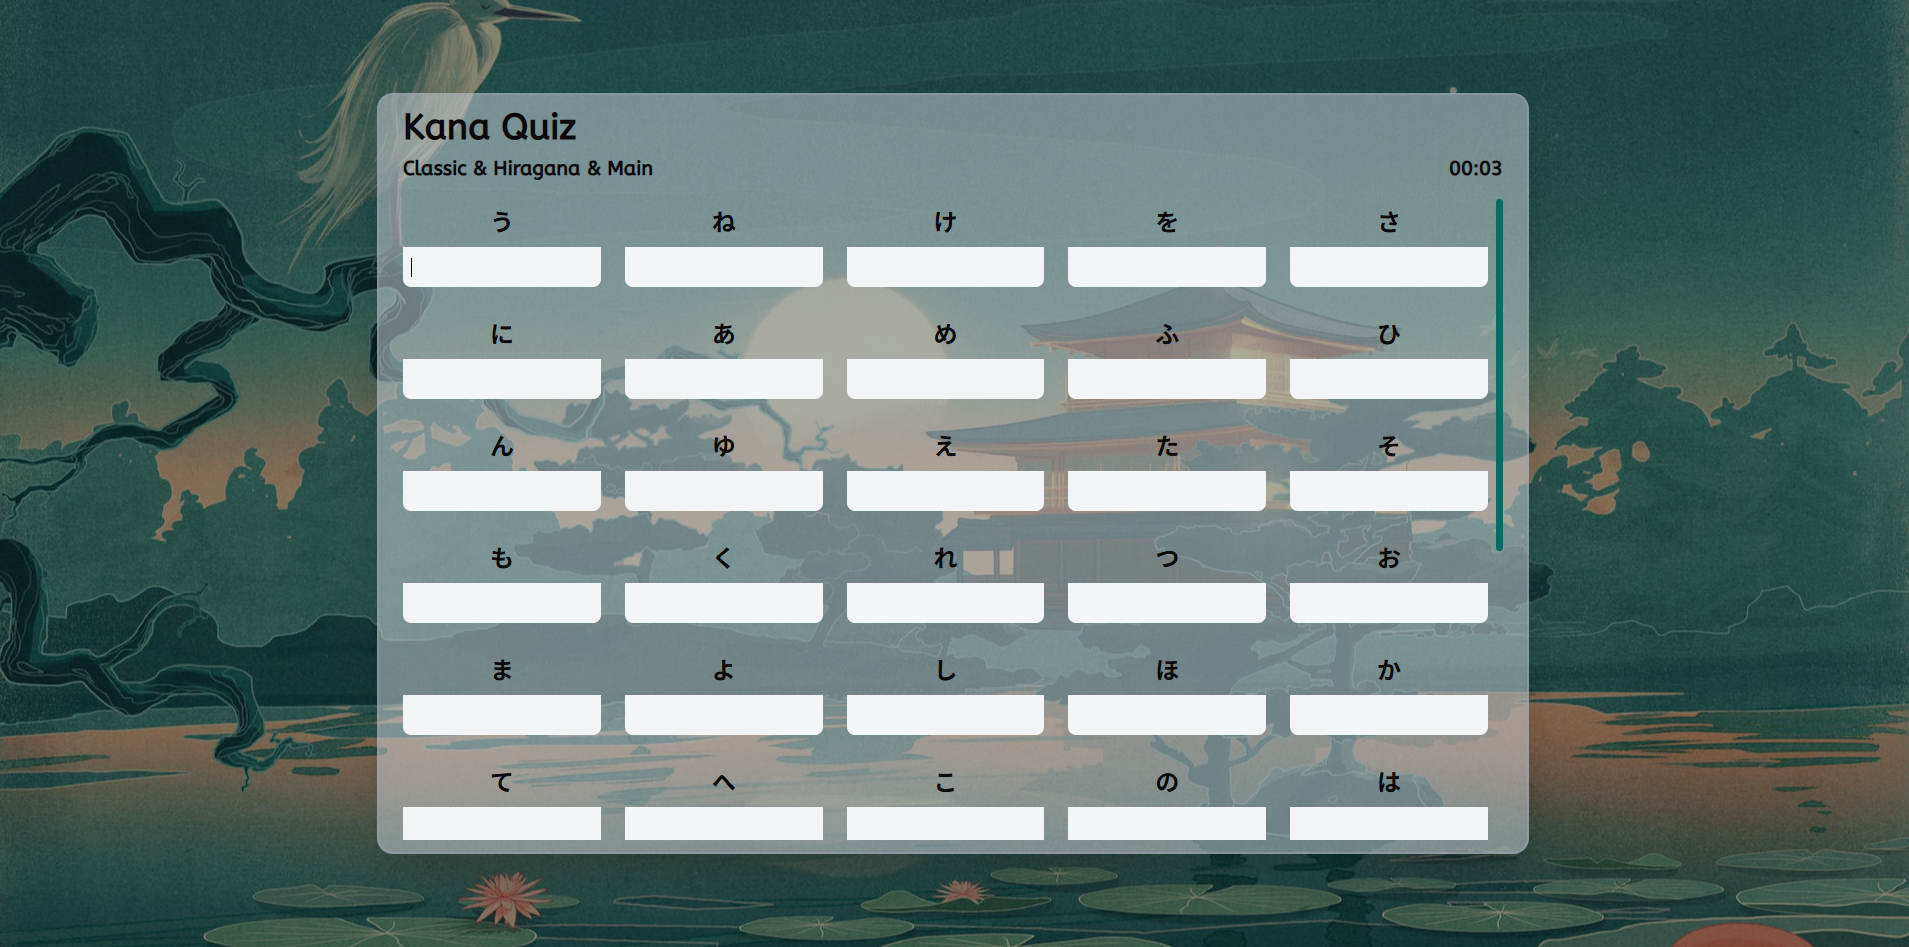 Kana Quiz
Classic & Hiragana & Main 00:03
う ね け を さ
に あ め ふ ひ
ん ゆ え た そ
も く れ つ お
ま よ し ほ か
て へ こ の は